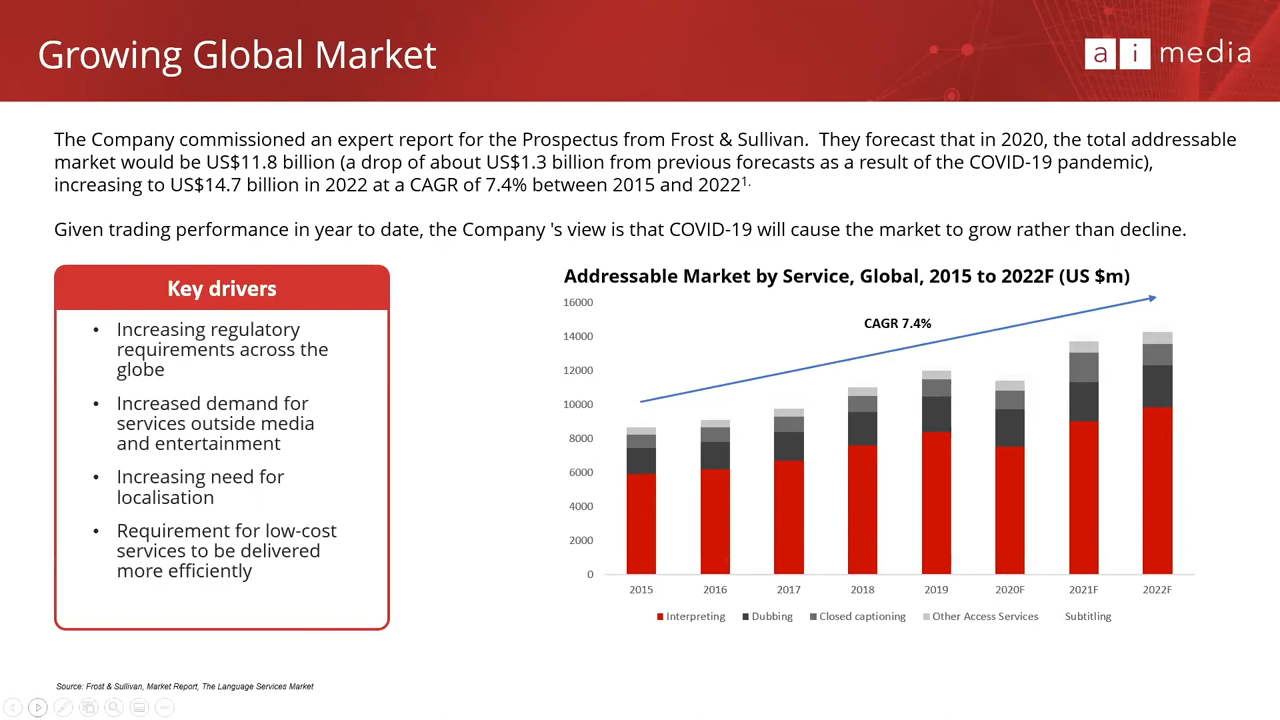 Growing Global Market
ai media
The Company commissioned an expert report for the Prospectus from Frost & Sullivan. They forecast that in 2020, the total addressable
market would be US$11.8 billion (a drop of about US$1.3 billion from previous forecasts as a result of the COVID-19 pandemic),
increasing to US$14.7 billion in 2022 at a CAGR of 7.4% between 2015 and 2022¹·
Given trading performance in year to date, the Company 's view is that COVID-19 will cause the market to grow rather than decline.
Key drivers
• Increasing regulatory
requirements across the
globe
• Increased demand for
services outside media
and entertainment
• Increasing need for
localisation
• Requirement for low-cost
services to be delivered
more efficiently
Addressable Market by Service, Global, 2015 to 2022F (US $m)
16000
14000
12000
10000
8000
6000
4000
2000
0
CAGR 7.4%
2015 2016 2017 2018 2019 2020F 2021F 2022F
Interpreting Dubbing Closed captioning Other Access Services Subtitling
Source: Frost & Sullivan, Market Report, The Language Services Market